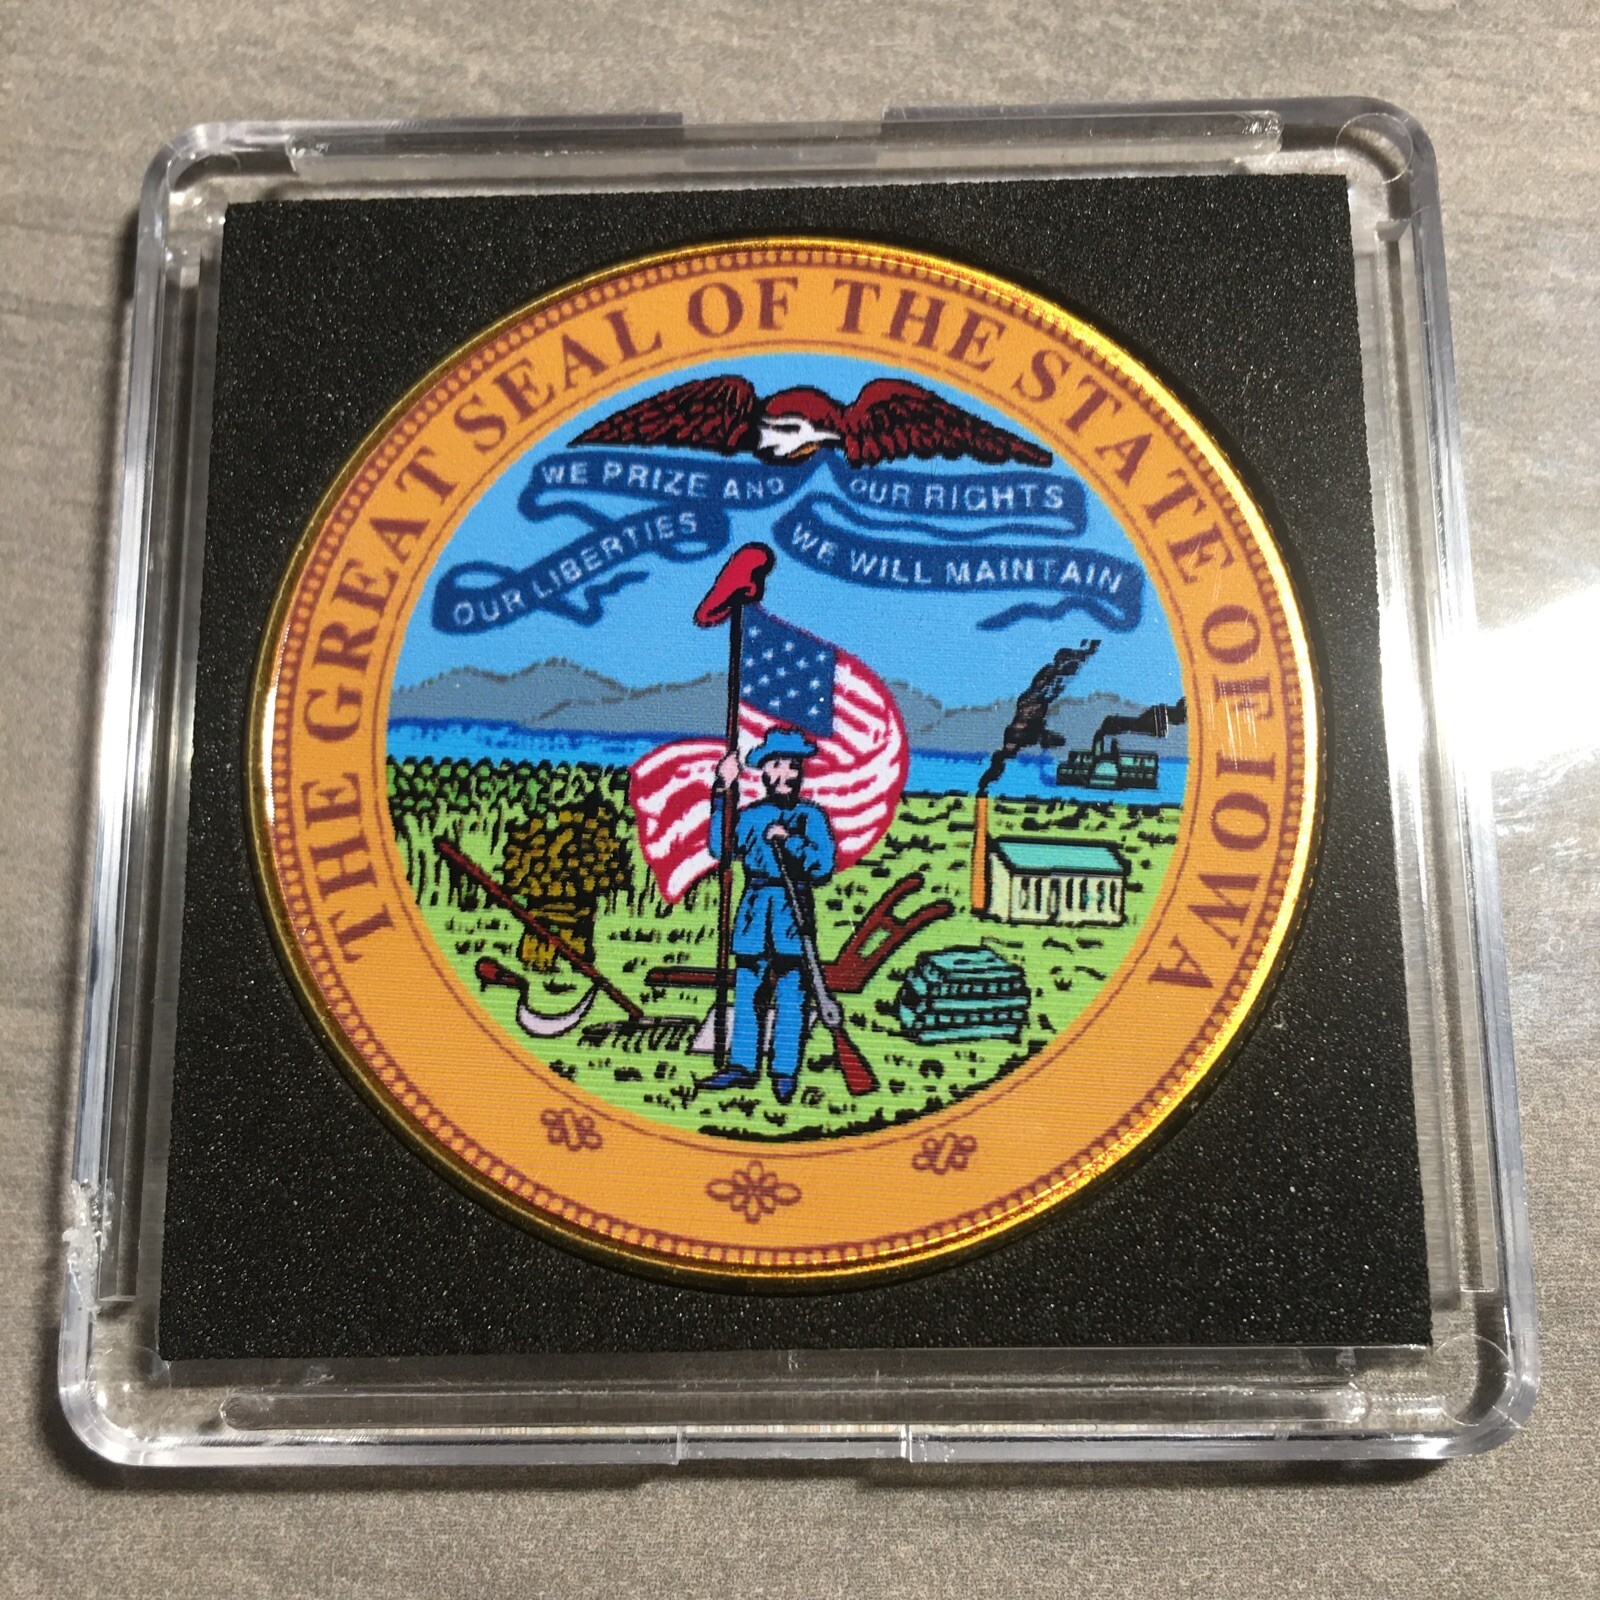 THE GREAT SEAL OF THE STATE OF IOWA
WE PRIZE AND
OUR LIBERTIES
OUR RIGHTS
WE WILL MAINTAIN